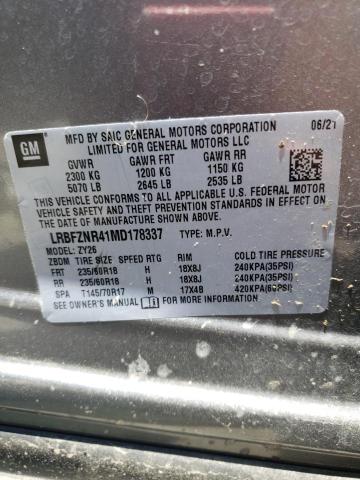 GM
MFD BY SAIC GENERAL MOTORS CORPORATION 06/21
LIMITED FOR GENERAL MOTORS LLC
GVWR GAWR FRT GAWR RR
2300 KG 1200 KG 1150 KG
5070 LB 2645 LB 2535 LB
THIS VEHICLE CONFORMS TO ALL APPLICABLE U.S. FEDERAL
MOTOR VEHICLE SAFETY, BUMPER, AND THEFT PREVENTION
STANDARDS IN EFFECT ON THE DATE OF MANUFACTURE SHOWN ABOVE.
LRBFZNR41MD178337 TYPE: M.P.V.
MODEL: ZY26
ZBDM TIRE SIZE SPEED RTG RIM COLD TIRE PRESSURE
FRT 235/60R18 H 18X8J 240KPA(35PSI)
RR 235/60R18 H 18X8J 240KPA(35PSI)
SPA T145/70R17 M 17X4B 420KPA(60PSI)
SEE OWNER'S MANUAL FOR ADDITIONAL INFORMATION.